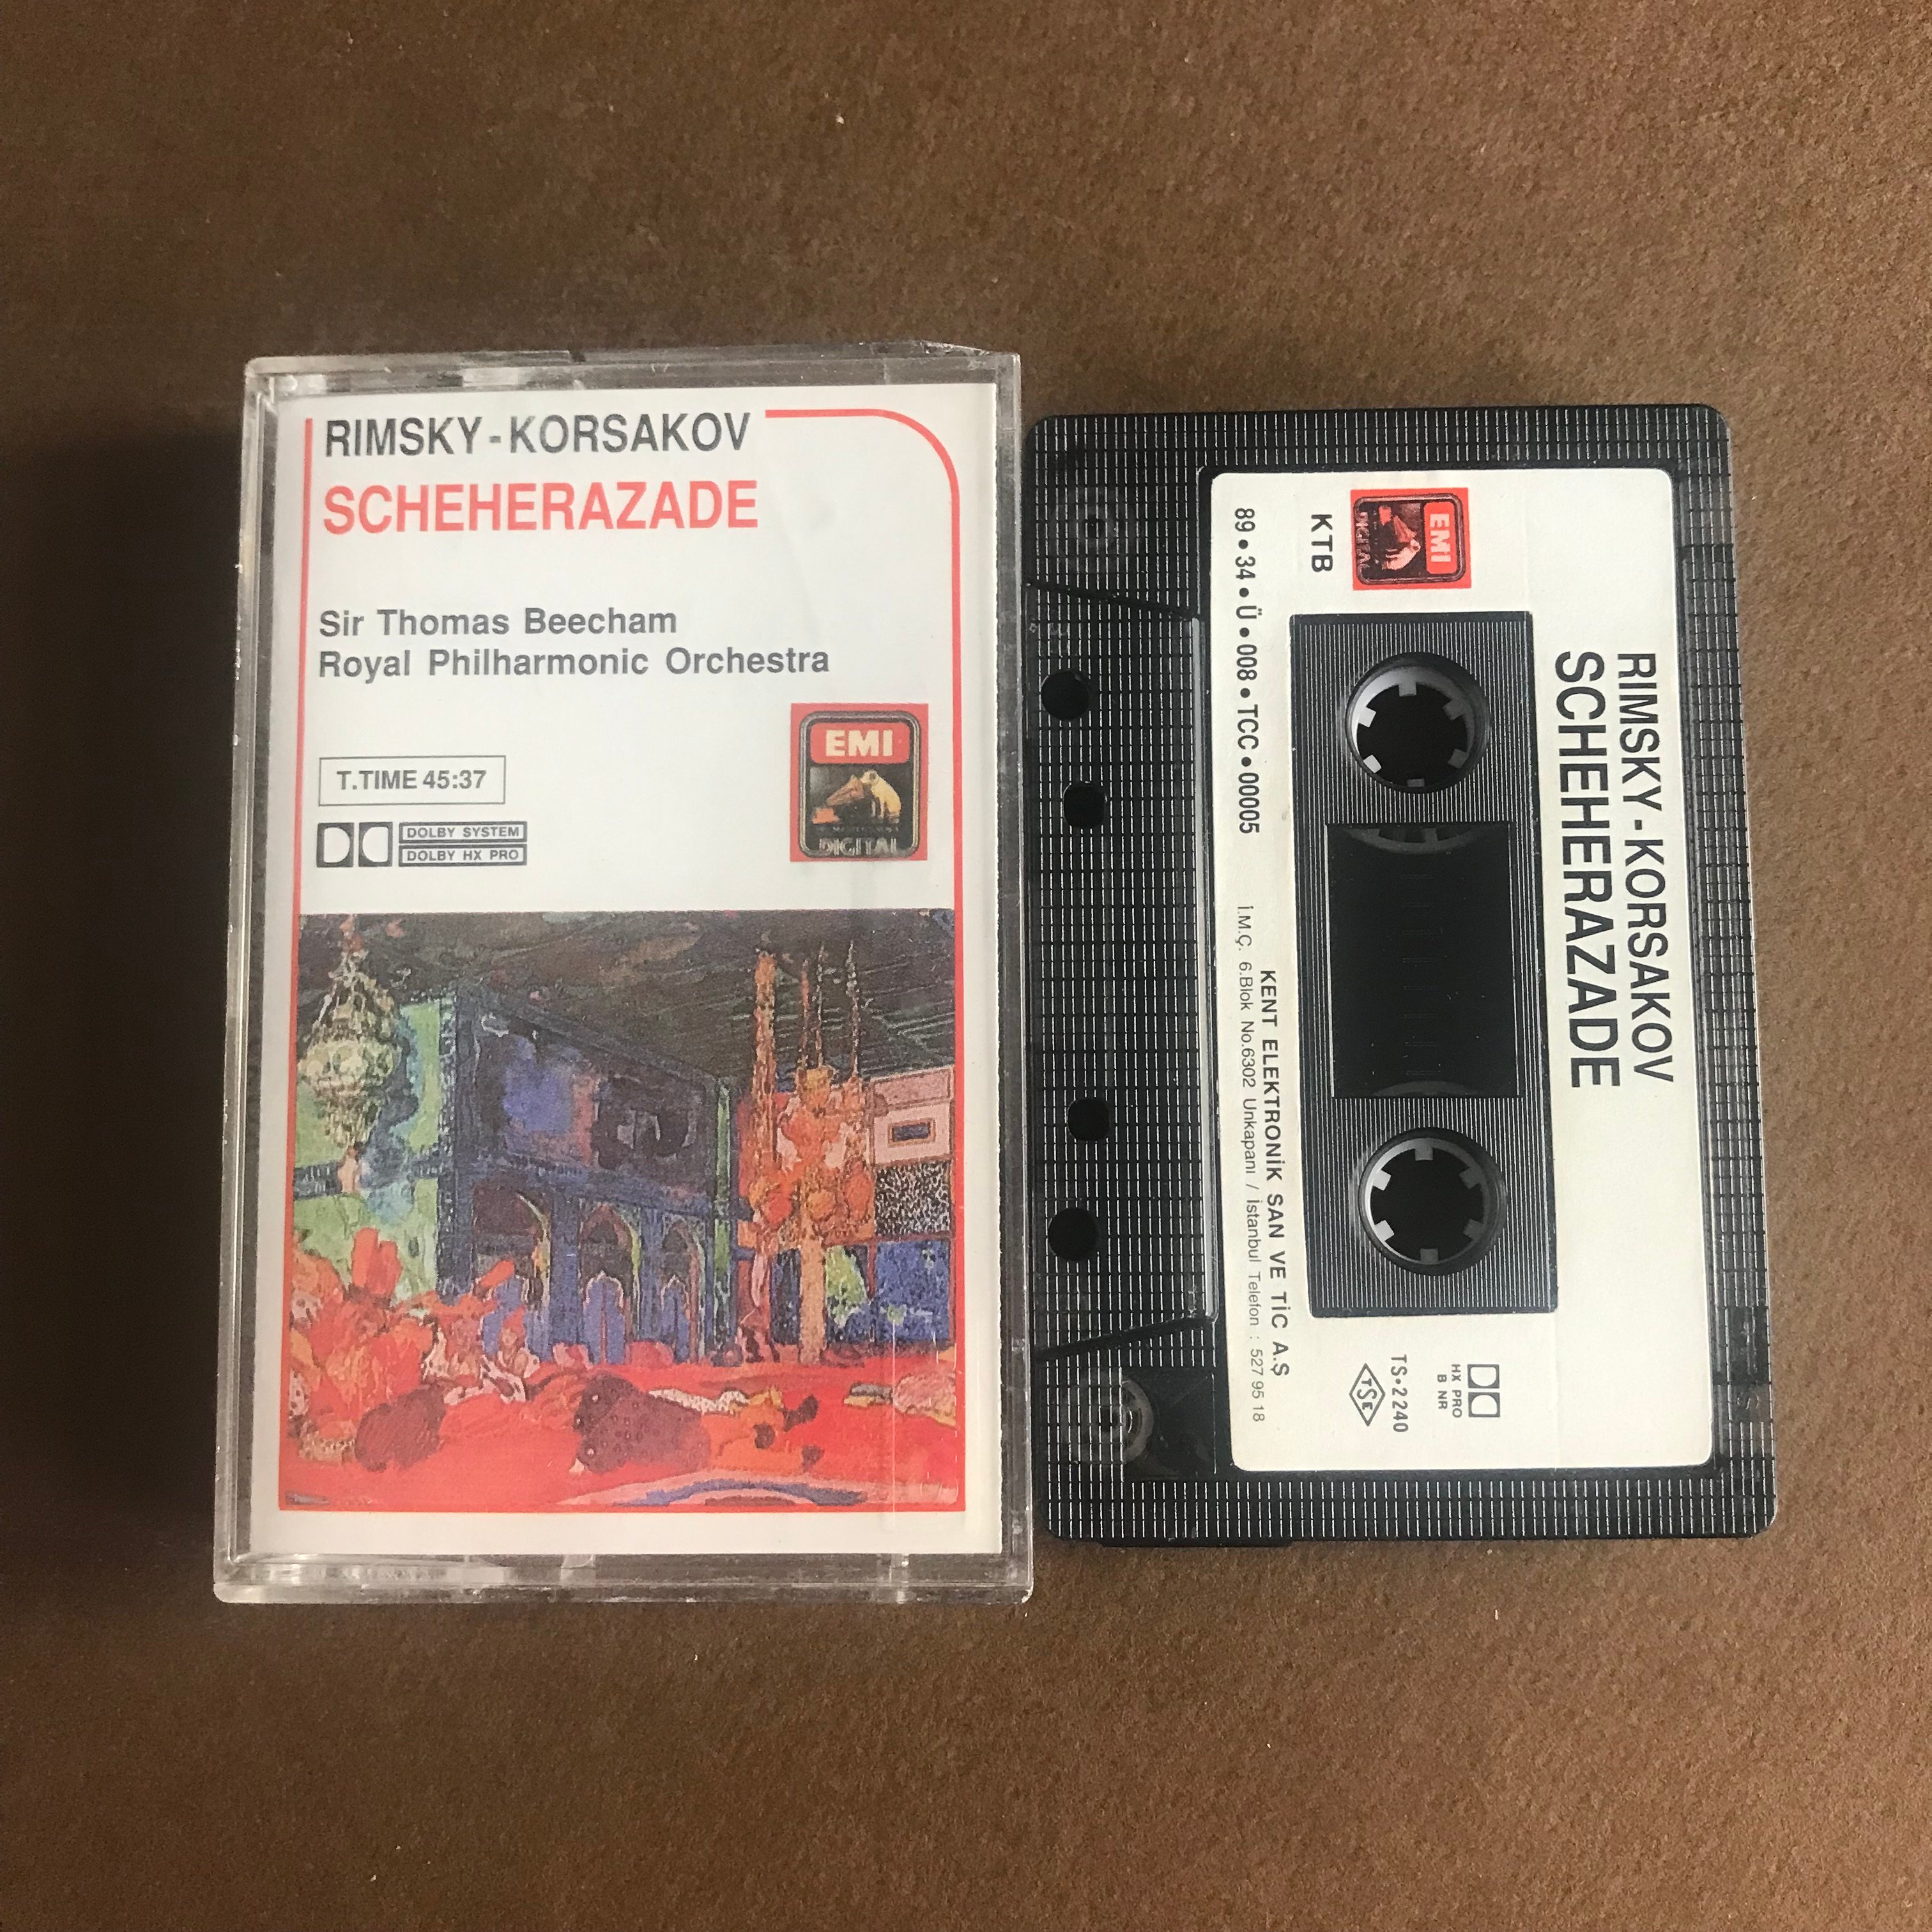 RIMSKY-KORSAKOV
SCHEHERAZADE
Sir Thomas Beecham
Royal Philharmonic Orchestra
T.TIME 45:37
DOLBY SYSTEM
DOLBY HX PRO
EMI
DIGITAL
RIMSKY-KORSAKOV
SCHEHERAZADE
EMI
DIGITAL
KTB
89•34•Ü•008•TCC•00005
KENT ELEKTRONİK SAN VE TİC A.Ş
İ.M.Ç. 6.Blok No.6302 Unkapanı / İstanbul Telefon : 527 95 18
HX PRO
B NR
TS•2240
TSE